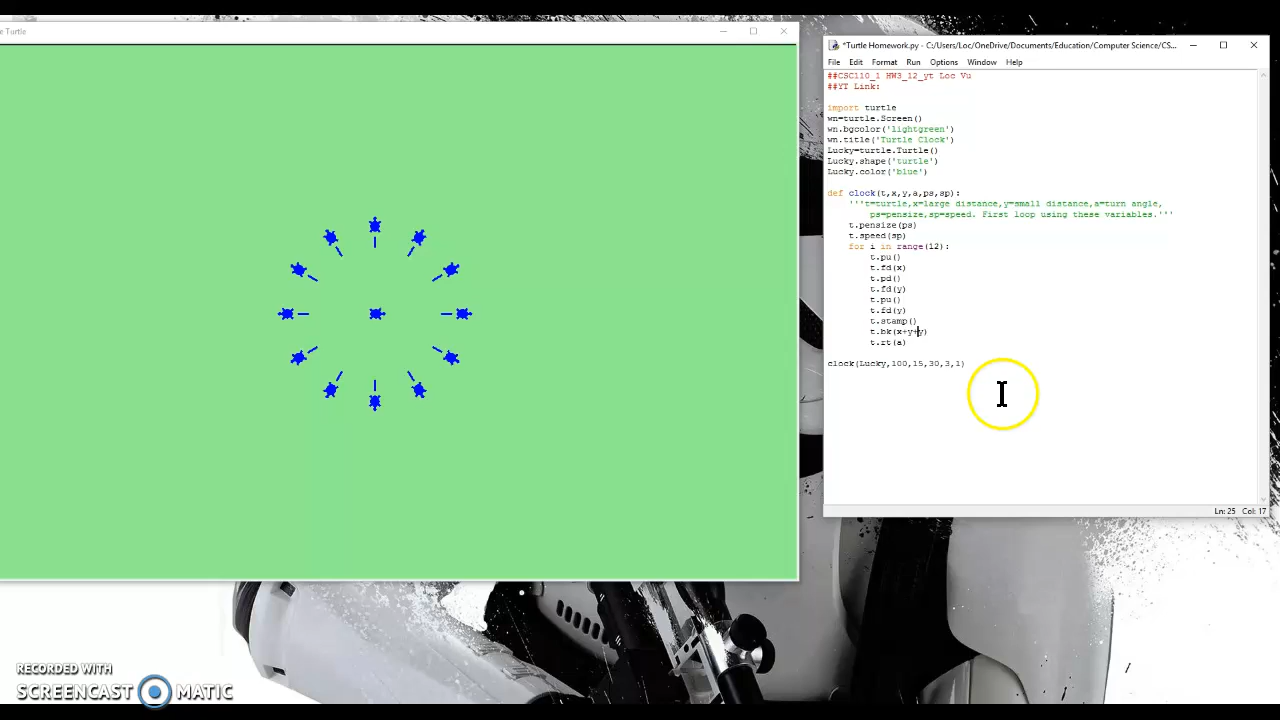 e Turtle
*Turtle Homework.py - C:/Users/Loc/OneDrive/Documents/Education/Computer Science/CS...
File Edit Format Run Options Window Help
##CSC110_1 HW3_12_yt Loc Vu
##YT Link:
import turtle
wn=turtle.Screen()
wn.bgcolor('lightgreen')
wn.title('Turtle Clock')
Lucky=turtle.Turtle()
Lucky.shape('turtle')
Lucky.color('blue')
def clock(t,x,y,a,ps,sp):
'''t=turtle,x=large distance,y=small distance,a=turn angle,
ps=pensize,sp=speed. First loop using these variables.'''
t.pensize(ps)
t.speed(sp)
for i in range(12):
t.pu()
t.fd(x)
t.pd()
t.fd(y)
t.pu()
t.fd(y)
t.stamp()
t.bk(x+y+y)
t.rt(a)
clock(Lucky,100,15,30,3,1)
Ln: 25 Col: 17
RECORDED WITH
SCREENCAST MATIC